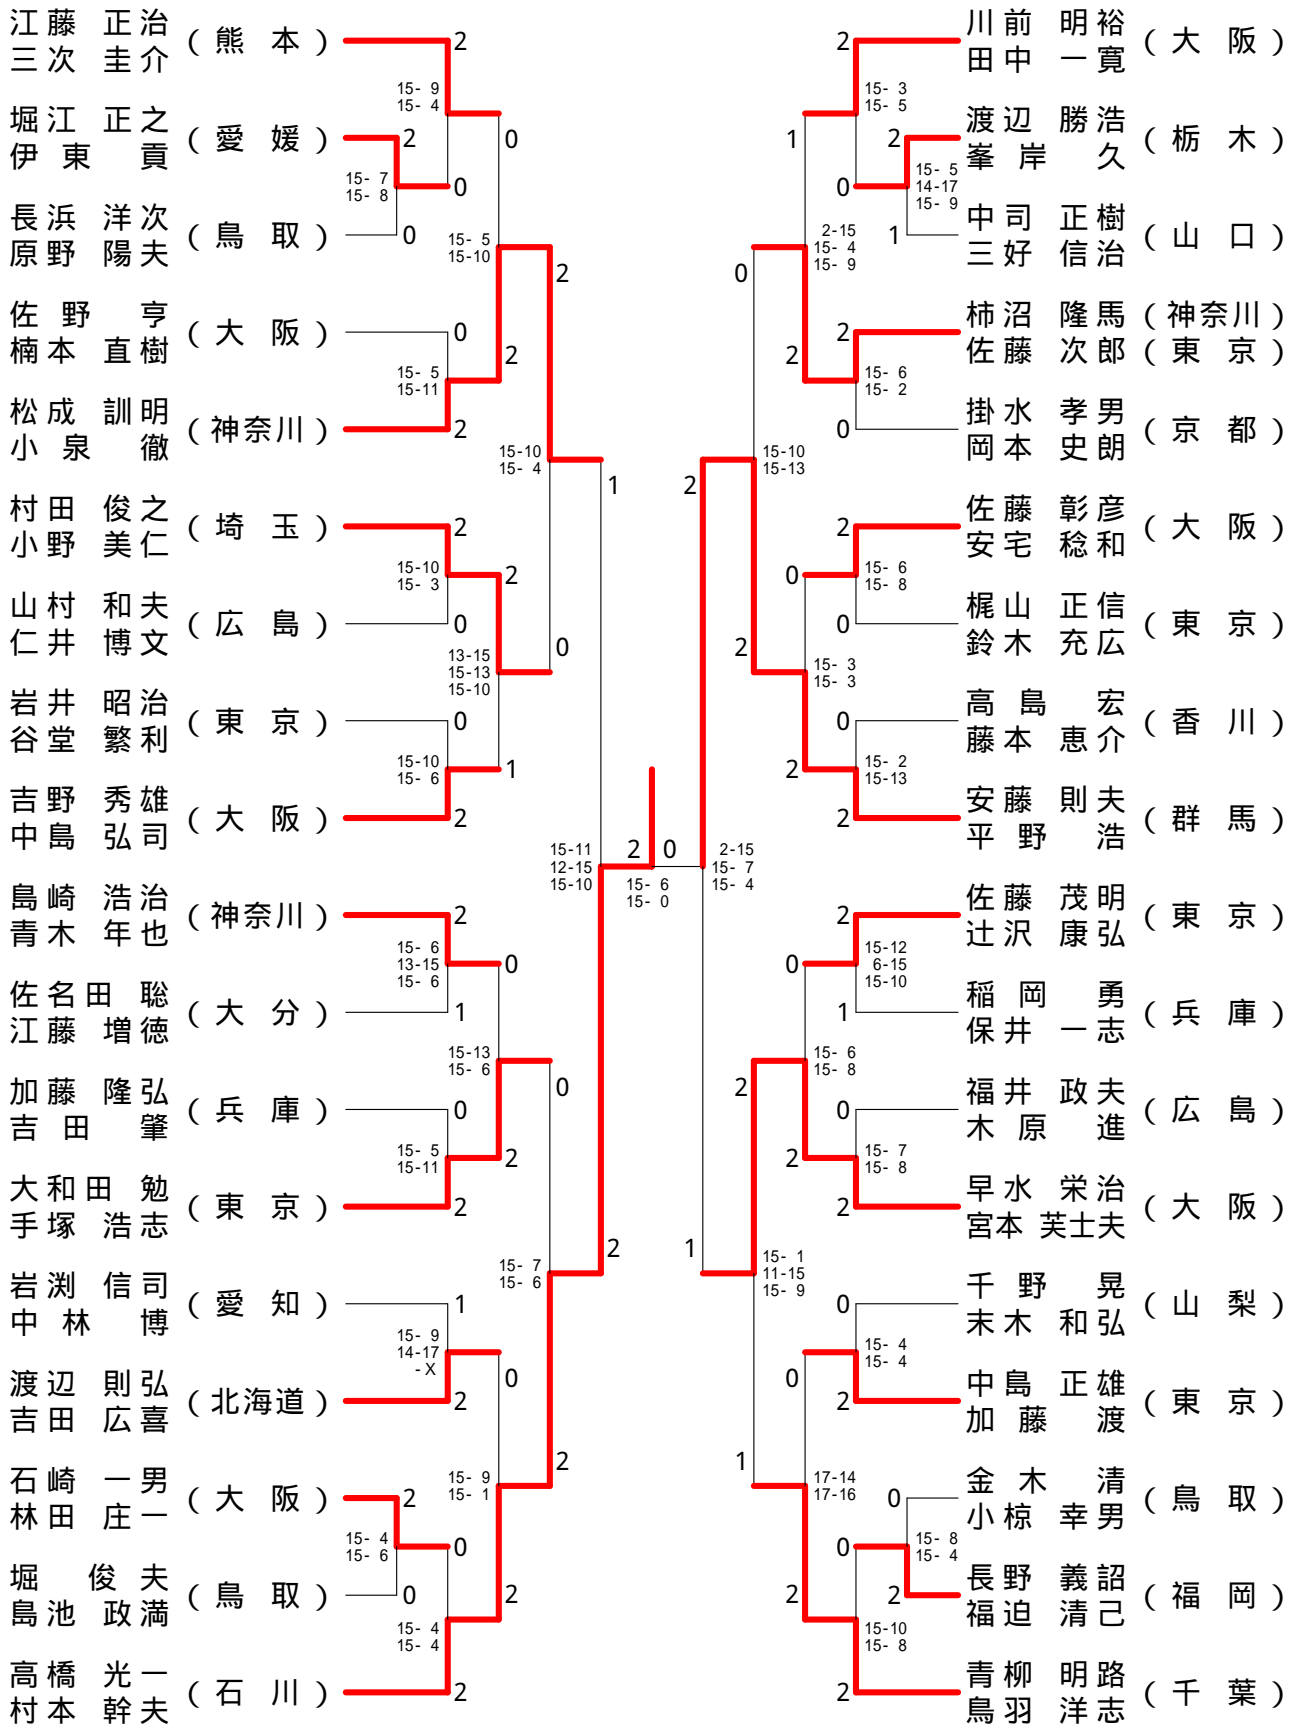 江藤 正治
三次 圭介
(熊 本)
2
15- 9
15- 4
堀江 正之
伊東 貢
(愛 媛)
2
0
15- 7
15- 8
0
長浜 洋次
原野 陽夫
(鳥 取)
0
15- 5
15-10
2
佐野 亨
楠本 直樹
(大 阪)
0
2
15- 5
15-11
松成 訓明
小泉 徹
(神奈川)
2
15-10
15- 4
1
村田 俊之
小野 美仁
(埼 玉)
2
15-10
15- 3
2
山村 和夫
仁井 博文
(広 島)
0
0
13-15
15-13
15-10
岩井 昭治
谷堂 繁利
(東 京)
0
15-10
15- 6
1
吉野 秀雄
中島 弘司
(大 阪)
2
15-11
12-15
15-10
2
0
15- 6
15- 0
島崎 浩治
青木 年也
(神奈川)
2
15- 6
13-15
15- 6
0
佐名田 聡
江藤 増徳
(大 分)
1
15-13
15- 6
0
加藤 隆弘
吉田 肇
(兵 庫)
0
15- 5
15-11
2
大和田 勉
手塚 浩志
(東 京)
2
15- 7
15- 6
2
岩渕 信司
中林 博
(愛 知)
1
15- 9
14-17
- X
0
渡辺 則弘
吉田 広喜
(北海道)
2
15- 9
15- 1
2
石崎 一男
林田 庄一
(大 阪)
2
15- 4
15- 6
0
堀 俊夫
島池 政満
(鳥 取)
0
2
15- 4
15- 4
高橋 光一
村本 幹夫
(石 川)
2
川前 明裕
田中 一寛
(大 阪)
2
15- 3
15- 5
1
渡辺 勝浩
峯岸 久
(栃 木)
2
15- 5
14-17
15- 9
0
中司 正樹
三好 信治
(山 口)
1
2-15
15- 4
15- 9
0
柿沼 隆馬
(神奈川)
佐藤 次郎
(東 京)
2
2
15- 6
15- 2
掛水 孝男
岡本 史朗
(京 都)
0
15-10
15-13
2
佐藤 彰彦
安宅 稔和
(大 阪)
2
0
15- 6
15- 8
梶山 正信
鈴木 充広
(東 京)
0
2
15- 3
15- 3
高島 宏
藤本 恵介
(香 川)
0
15- 2
15-13
2
安藤 則夫
平野 浩
(群 馬)
2
2-15
15- 7
15- 4
佐藤 茂明
辻沢 康弘
(東 京)
2
15-12
6-15
15-10
0
稲岡 勇
保井 一志
(兵 庫)
1
15- 6
15- 8
2
福井 政夫
木原 進
(広 島)
0
15- 7
15- 8
2
早水 栄治
宮本 芙士夫
(大 阪)
2
1
15- 1
11-15
15- 9
千野 晃
末木 和弘
(山 梨)
0
15- 4
15- 4
0
中島 正雄
加藤 渡
(東 京)
2
1
17-14
17-16
金木 清
小椋 幸男
(鳥 取)
0
15- 8
15- 4
0
長野 義詔
福迫 清己
(福 岡)
2
2
15-10
15- 8
青柳 明路
鳥羽 洋志
(千 葉)
2